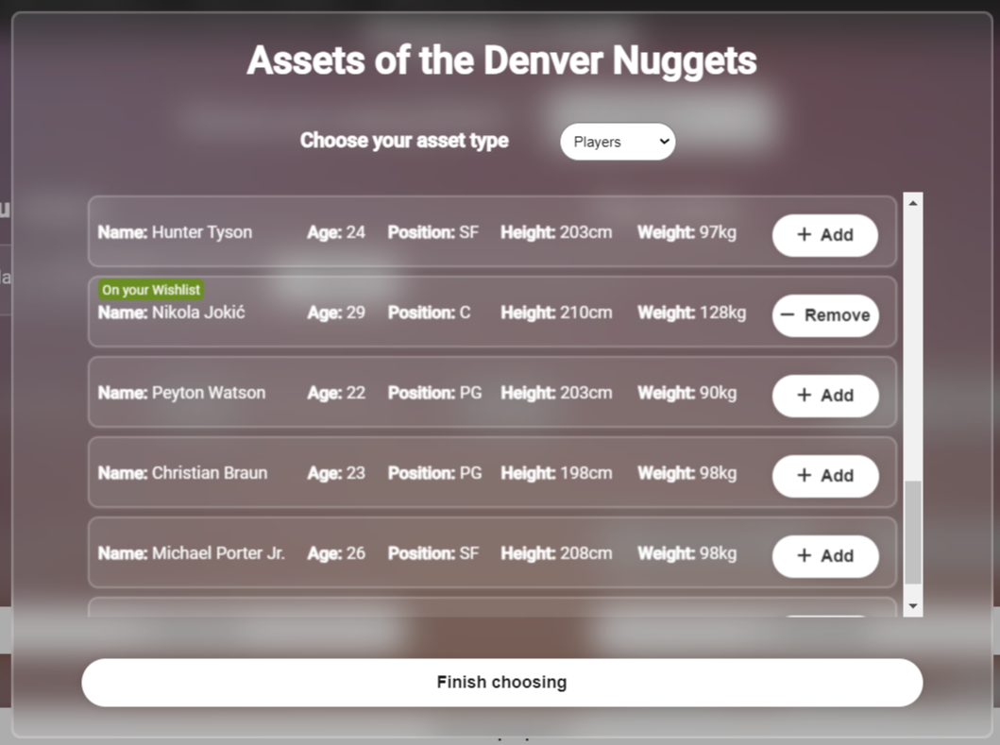 Assets of the Denver Nuggets
Choose your asset type Players
Name: Hunter Tyson Age: 24 Position: SF Height: 203cm Weight: 97kg + Add
On your Wishlist
Name: Nikola Jokić Age: 29 Position: C Height: 210cm Weight: 128kg − Remove
Name: Peyton Watson Age: 22 Position: PG Height: 203cm Weight: 90kg + Add
Name: Christian Braun Age: 23 Position: PG Height: 198cm Weight: 98kg + Add
Name: Michael Porter Jr. Age: 26 Position: SF Height: 208cm Weight: 98kg + Add
Finish choosing